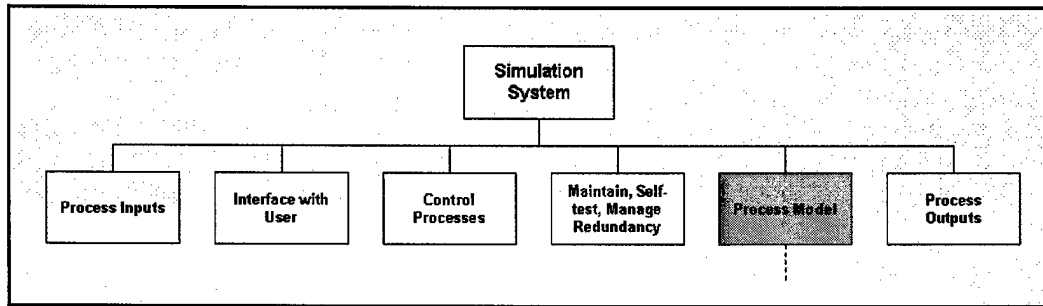 Simulation
System
Process Inputs
Interface with
User
Control
Processes
Maintain, Self-
test, Manage
Redundancy
Process Model
Process
Outputs